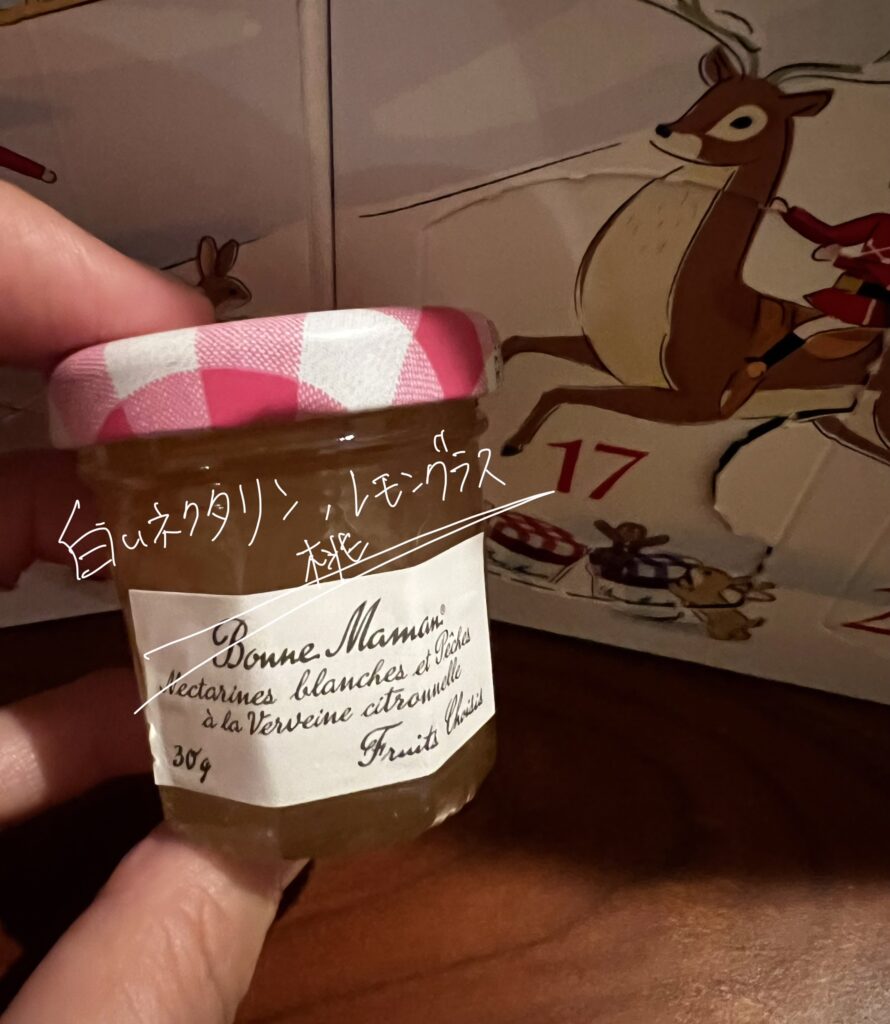 17
白いネクタリン,レモングラス
桃
Bonne Maman®
Nectarines blanches et Pêches
à la Verveine citronnelle
30g
Fruits Choisis